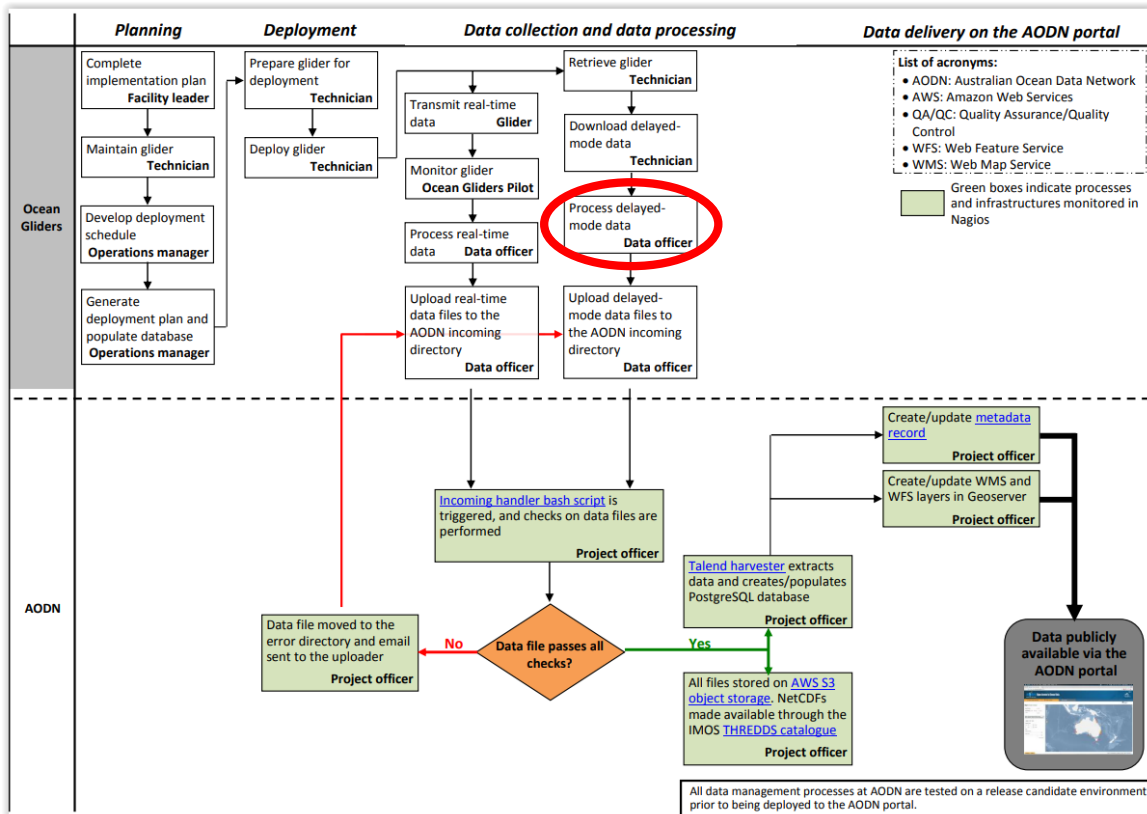 Planning
Deployment
Data collection and data processing
Data delivery on the AODN portal
Ocean
Gliders
Complete
implementation plan
Facility leader
Maintain glider
Technician
Develop deployment
schedule
Operations manager
Generate
deployment plan and
populate database
Operations manager
Prepare glider for
deployment
Technician
Deploy glider
Technician
Transmit real-time
data
Glider
Monitor glider
Ocean Gliders Pilot
Process real-time
data Data officer
Upload real-time
data files to the
AODN incoming
directory
Data officer
Retrieve glider
Technician
Download delayed-
mode data
Technician
Process delayed-
mode data
Data officer
Upload delayed-
mode data files to
the AODN incoming
directory
Data officer
List of acronyms:
• AODN: Australian Ocean Data Network
• AWS: Amazon Web Services
• QA/QC: Quality Assurance/Quality
Control
• WFS: Web Feature Service
• WMS: Web Map Service
Green boxes indicate processes
and infrastructures monitored in
Nagios
AODN
Incoming handler bash script is
triggered, and checks on data files are
performed
Project officer
Data file passes all
checks?
No
Yes
Data file moved to the
error directory and email
sent to the uploader
Project officer
Talend harvester extracts
data and creates/populates
PostgreSQL database
Project officer
All files stored on AWS S3
object storage. NetCDFs
made available through the
IMOS THREDDS catalogue
Project officer
Create/update metadata
record
Project officer
Create/update WMS and
WFS layers in Geoserver
Project officer
Data publicly
available via the
AODN portal
All data management processes at AODN are tested on a release candidate environment
prior to being deployed to the AODN portal.